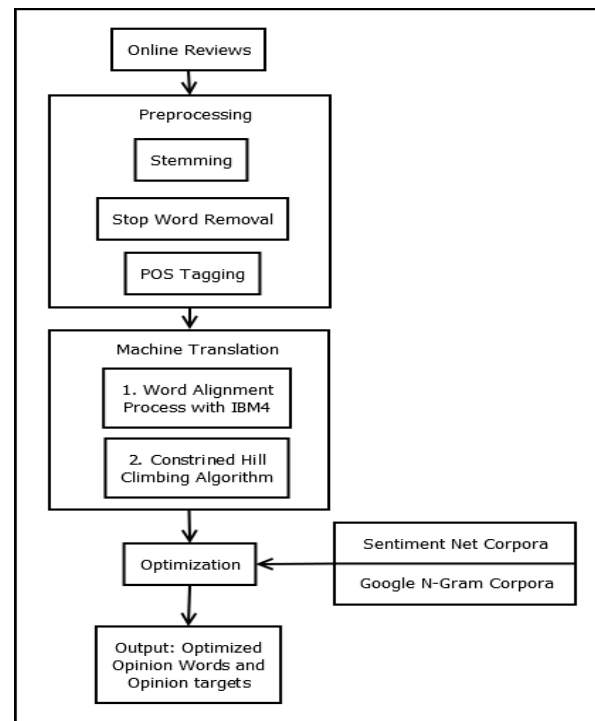 Online Reviews
Preprocessing
Stemming
Stop Word Removal
POS Tagging
Machine Translation
1. Word Alignment
Process with IBM4
2. Constrined Hill
Climbing Algorithm
Optimization
Sentiment Net Corpora
Google N-Gram Corpora
Output: Optimized
Opinion Words and
Opinion targets